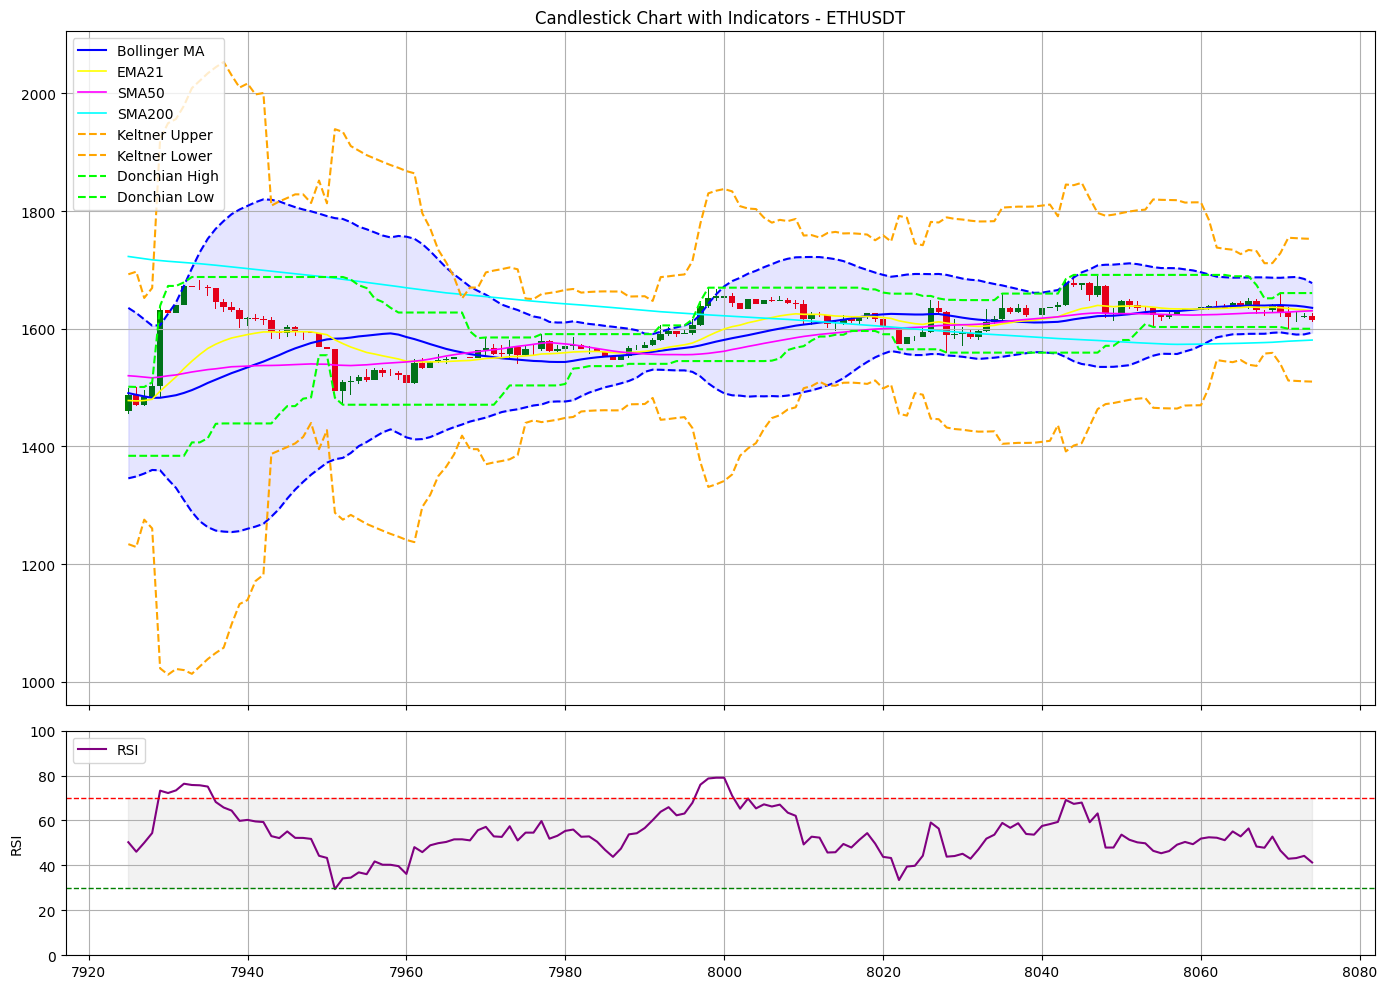 Candlestick Chart with Indicators - ETHUSDT
Bollinger MA
EMA21
SMA50
SMA200
Keltner Upper
Keltner Lower
Donchian High
Donchian Low
2000
1800
1600
1400
1200
1000
RSI
100
80
60
40
20
0
RSI
7920 7940 7960 7980 8000 8020 8040 8060 8080